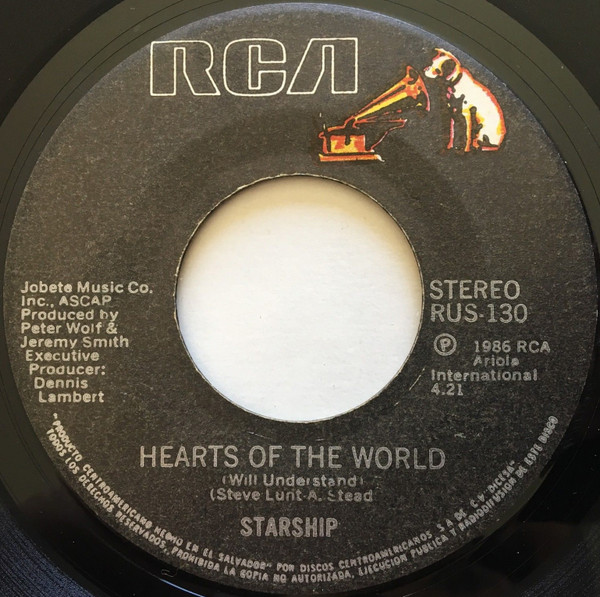 RCA
Jobete Music Co.
Inc., ASCAP
Produced by
Peter Wolf &
Jeremy Smith
Executive
Producer:
Dennis
Lambert
STEREO
RUS-130
Ⓟ 1986 RCA
Ariola
International
4.21
HEARTS OF THE WORLD
(Will Understand)
(Steve Lunt-A. Stead
STARSHIP
"PRODUCTO CENTROAMERICANO HECHO EN EL SALVADOR" POR DISCOS CENTROAMERICANOS S.A. DE C.V. DICESA"
TODOS LOS DERECHOS RESERVADOS, PROHIBIDA LA COPIA NO AUTORIZADA, EJECUCION PUBLICA Y RADIODIFUSION DE ESTE DISCO